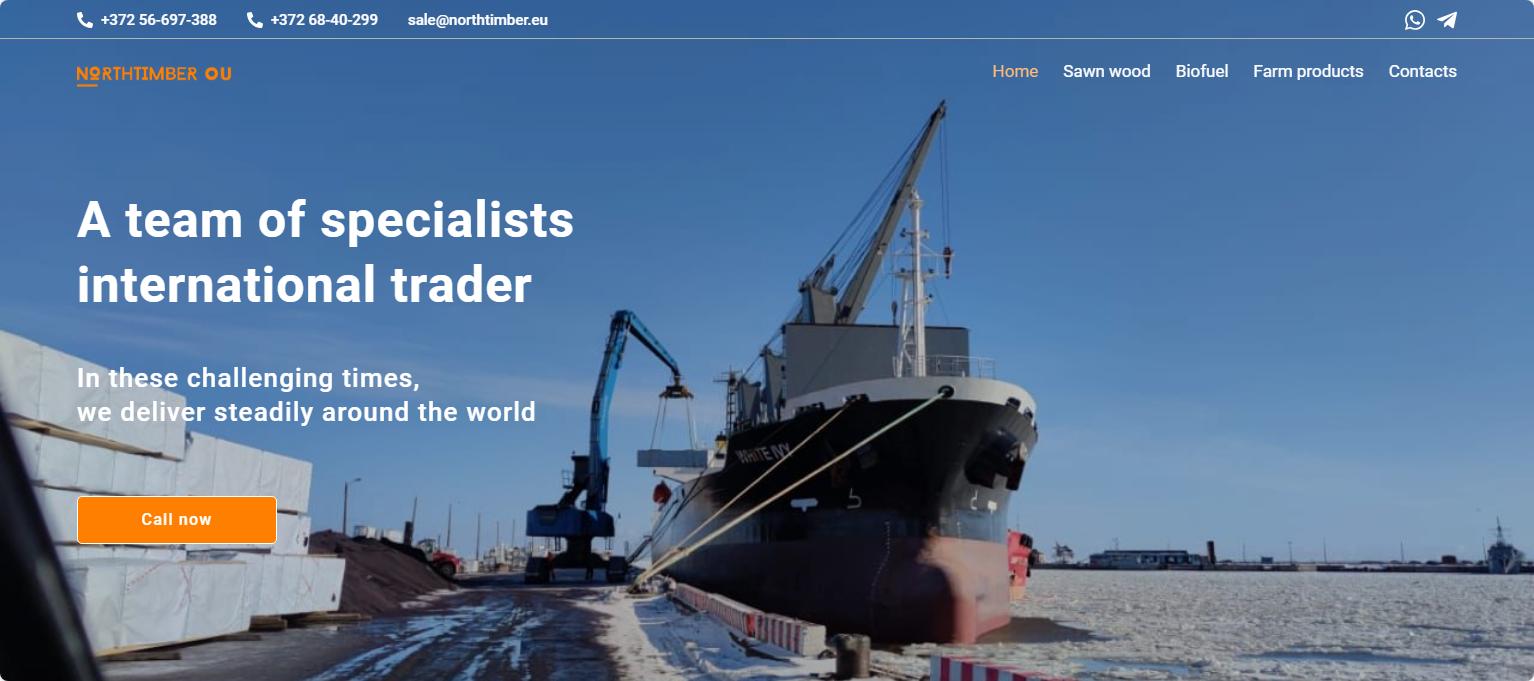 +372 56-697-388 +372 68-40-299 sale@northtimber.eu
NORTHTIMBER OU
Home Sawn wood Biofuel Farm products Contacts
A team of specialists
international trader
In these challenging times,
we deliver steadily around the world
Call now
WHITE IVY